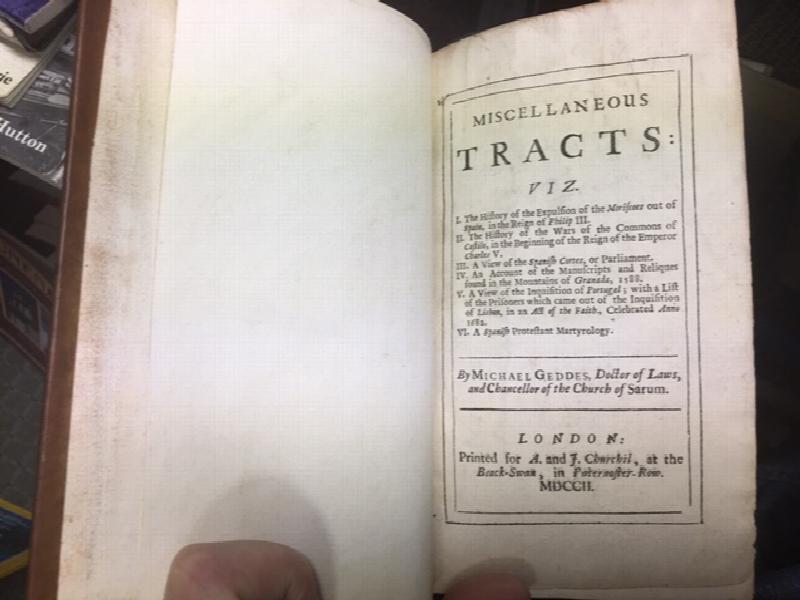 Hutton
MISCELLANEOUS
TRACTS:
VIZ.
I. The Hiſtory of the Expulſion of the Moriſcoes out of
Spain, in the Reign of Philip III.
II. The Hiſtory of the Wars of the Commons of
Caſtile, in the Beginning of the Reign of the Emperor
Charles V.
III. A View of the Spaniſh Cortes, or Parliament.
IV. An Account of the Manuſcripts and Reliques
found in the Mountains of Granada, 1588.
V. A View of the Inquiſition of Portugal; with a Liſt
of the Priſoners which came out of the Inquiſition
of Lisbon, in an Act of the Faith, Celebrated Anno
1682.
VI. A Spaniſh Proteſtant Martyrology.
By MICHAEL GEDDES, Doctor of Laws,
and Chancellor of the Church of Sarum.
LONDON:
Printed for A. and J. Churchil, at the
Black-Swan, in Paternoſter-Row.
MDCCII.